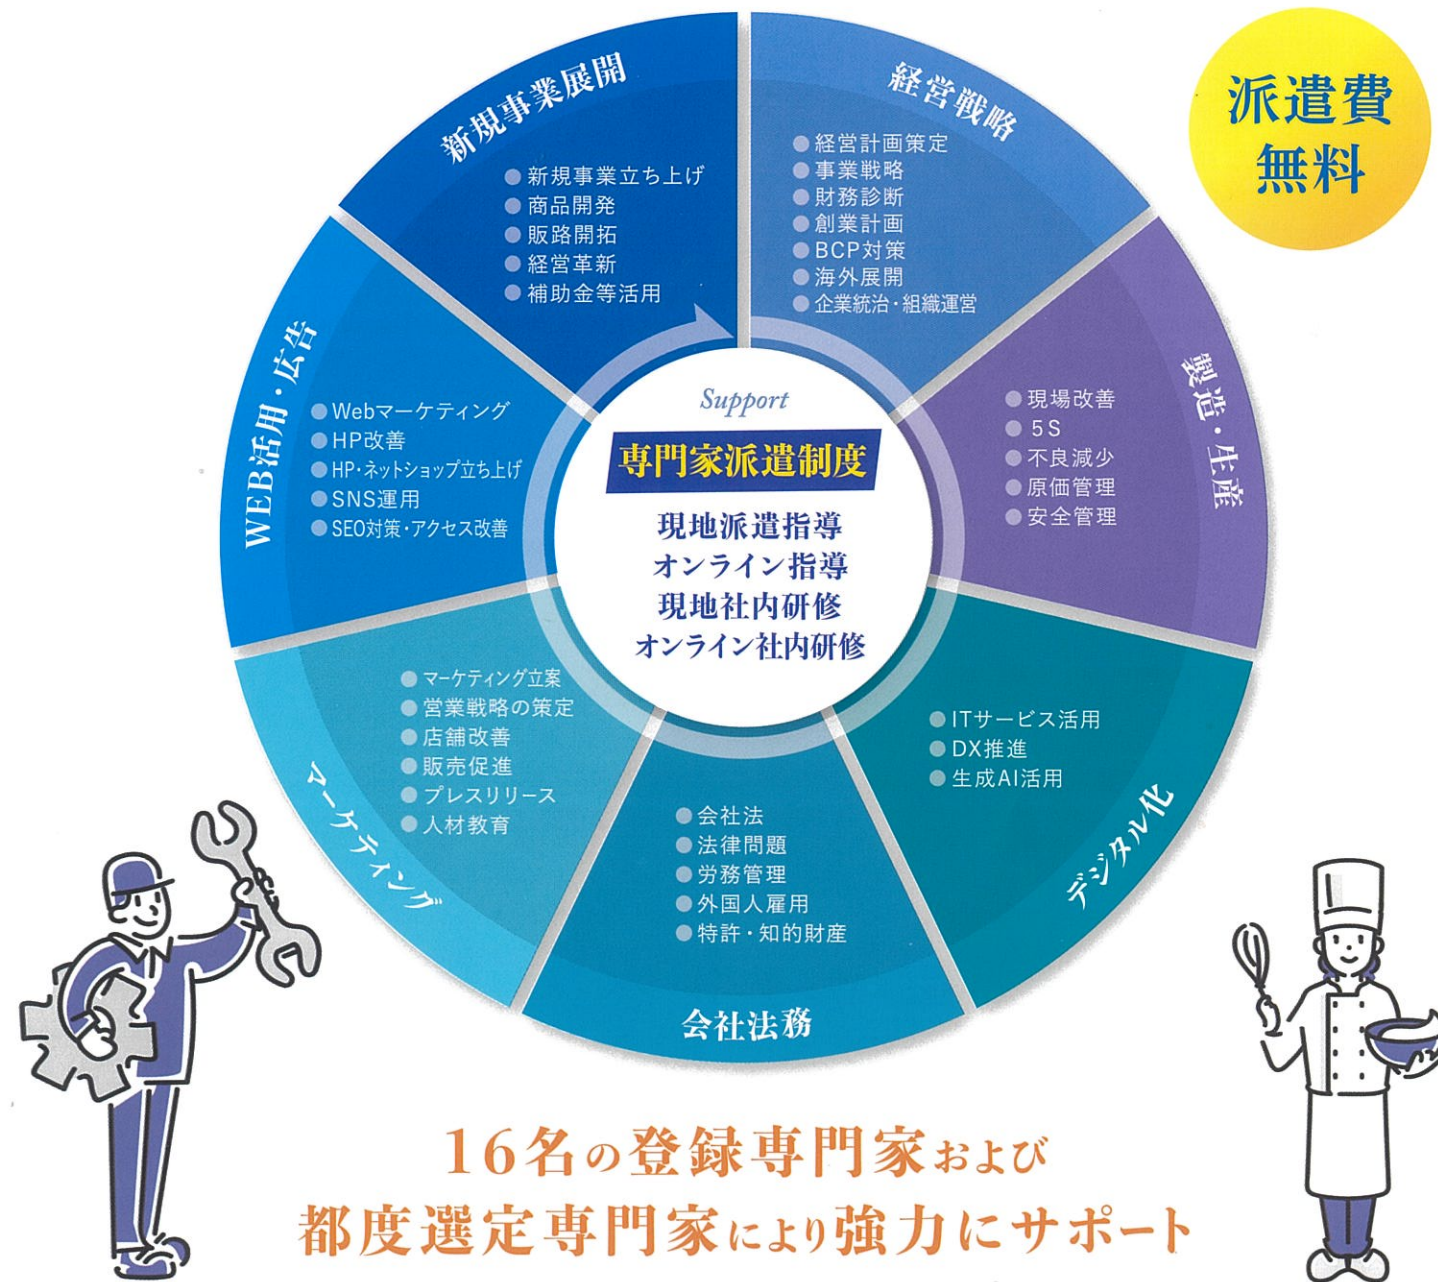 派遣費
無料
経営戦略
経営計画策定
事業戦略
財務診断
創業計画
BCP対策
海外展開
企業統治・組織運営
製造・生産
現場改善
5S
不良減少
原価管理
安全管理
デジタル化
ITサービス活用
DX推進
生成AI活用
会社法務
会社法
法律問題
労務管理
外国人雇用
特許・知的財産
マーケティング
マーケティング立案
営業戦略の策定
店舗改善
販売促進
プレスリリース
人材教育
WEB活用・広告
Webマーケティング
HP改善
HP・ネットショップ立ち上げ
SNS運用
SEO対策・アクセス改善
新規事業展開
新規事業立ち上げ
商品開発
販路開拓
経営革新
補助金等活用
Support
専門家派遣制度
現地派遣指導
オンライン指導
現地社内研修
オンライン社内研修
16名の登録専門家および
都度選定専門家により強力にサポート